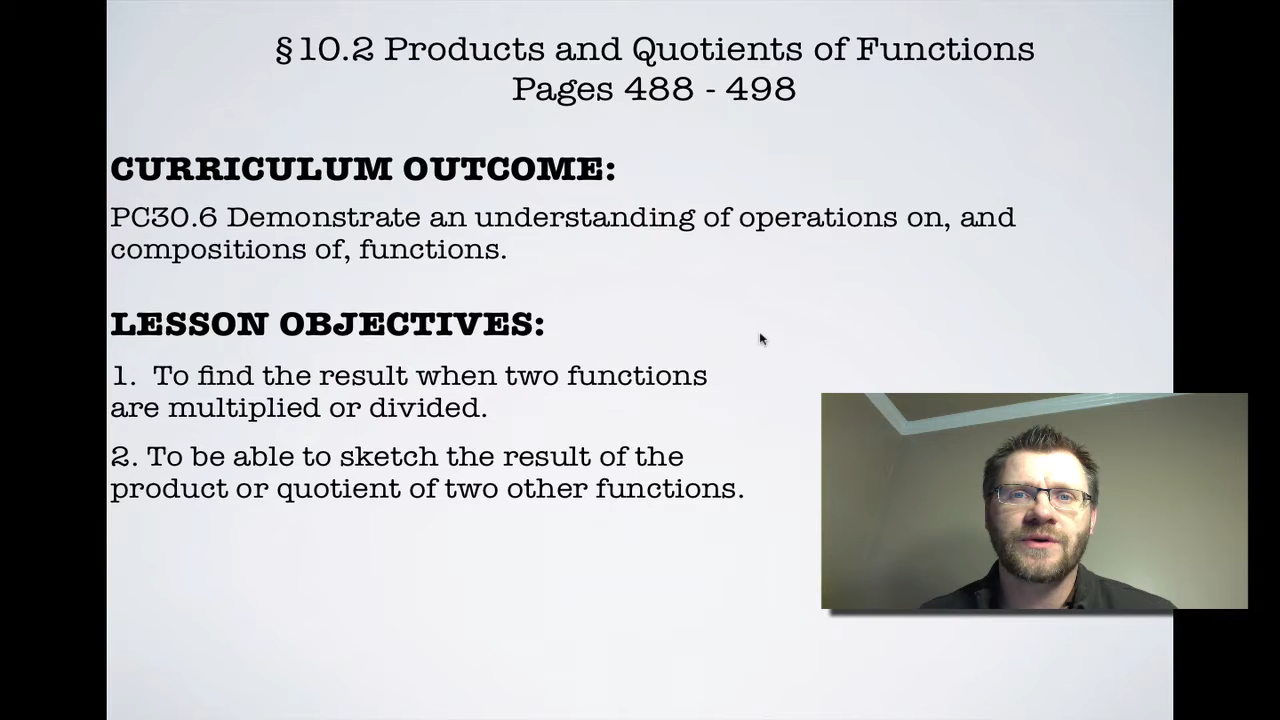 §10.2 Products and Quotients of Functions
Pages 488 - 498
CURRICULUM OUTCOME:
PC30.6 Demonstrate an understanding of operations on, and
compositions of, functions.
LESSON OBJECTIVES:
1.  To find the result when two functions
are multiplied or divided.
2. To be able to sketch the result of the
product or quotient of two other functions.